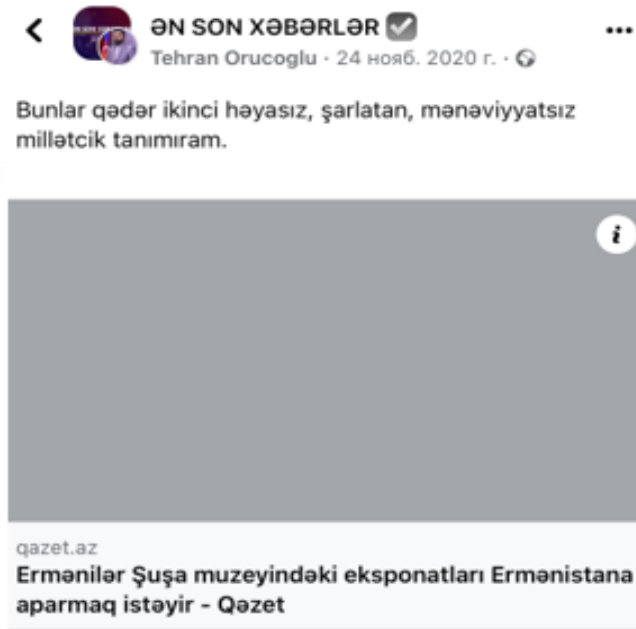 ƏN SON XƏBƏRLƏR
Tehran Orucoglu · 24 нояб. 2020 г. ·
Bunlar qədər ikinci həyasız, şarlatan, mənəviyyatsız
millətcik tanımıram.
i
qazet.az
Ermənilər Şuşa muzeyindəki eksponatları Ermənistana
aparmaq istəyir - Qəzet